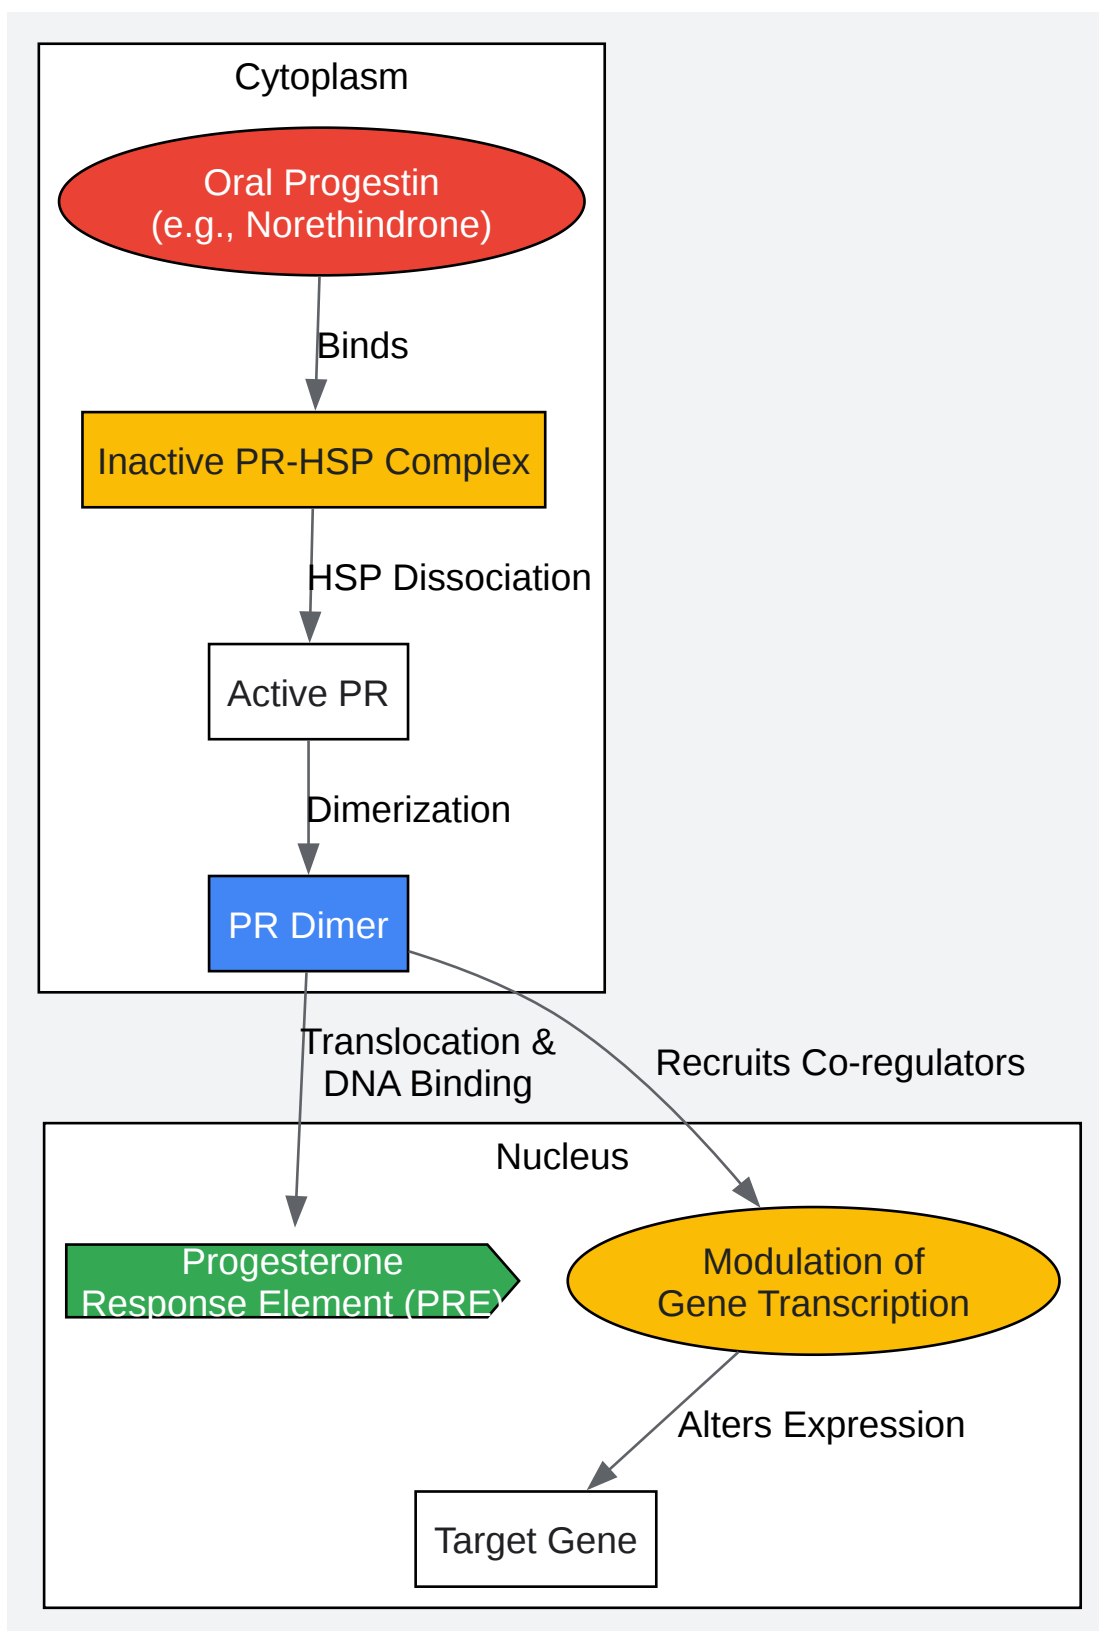 Cytoplasm
Oral Progestin
(e.g., Norethindrone)
Binds
Inactive PR-HSP Complex
HSP Dissociation
Active PR
Dimerization
PR Dimer
Translocation &
DNA Binding
Recruits Co-regulators
Nucleus
Progesterone
Response Element (PRE)
Modulation of
Gene Transcription
Alters Expression
Target Gene